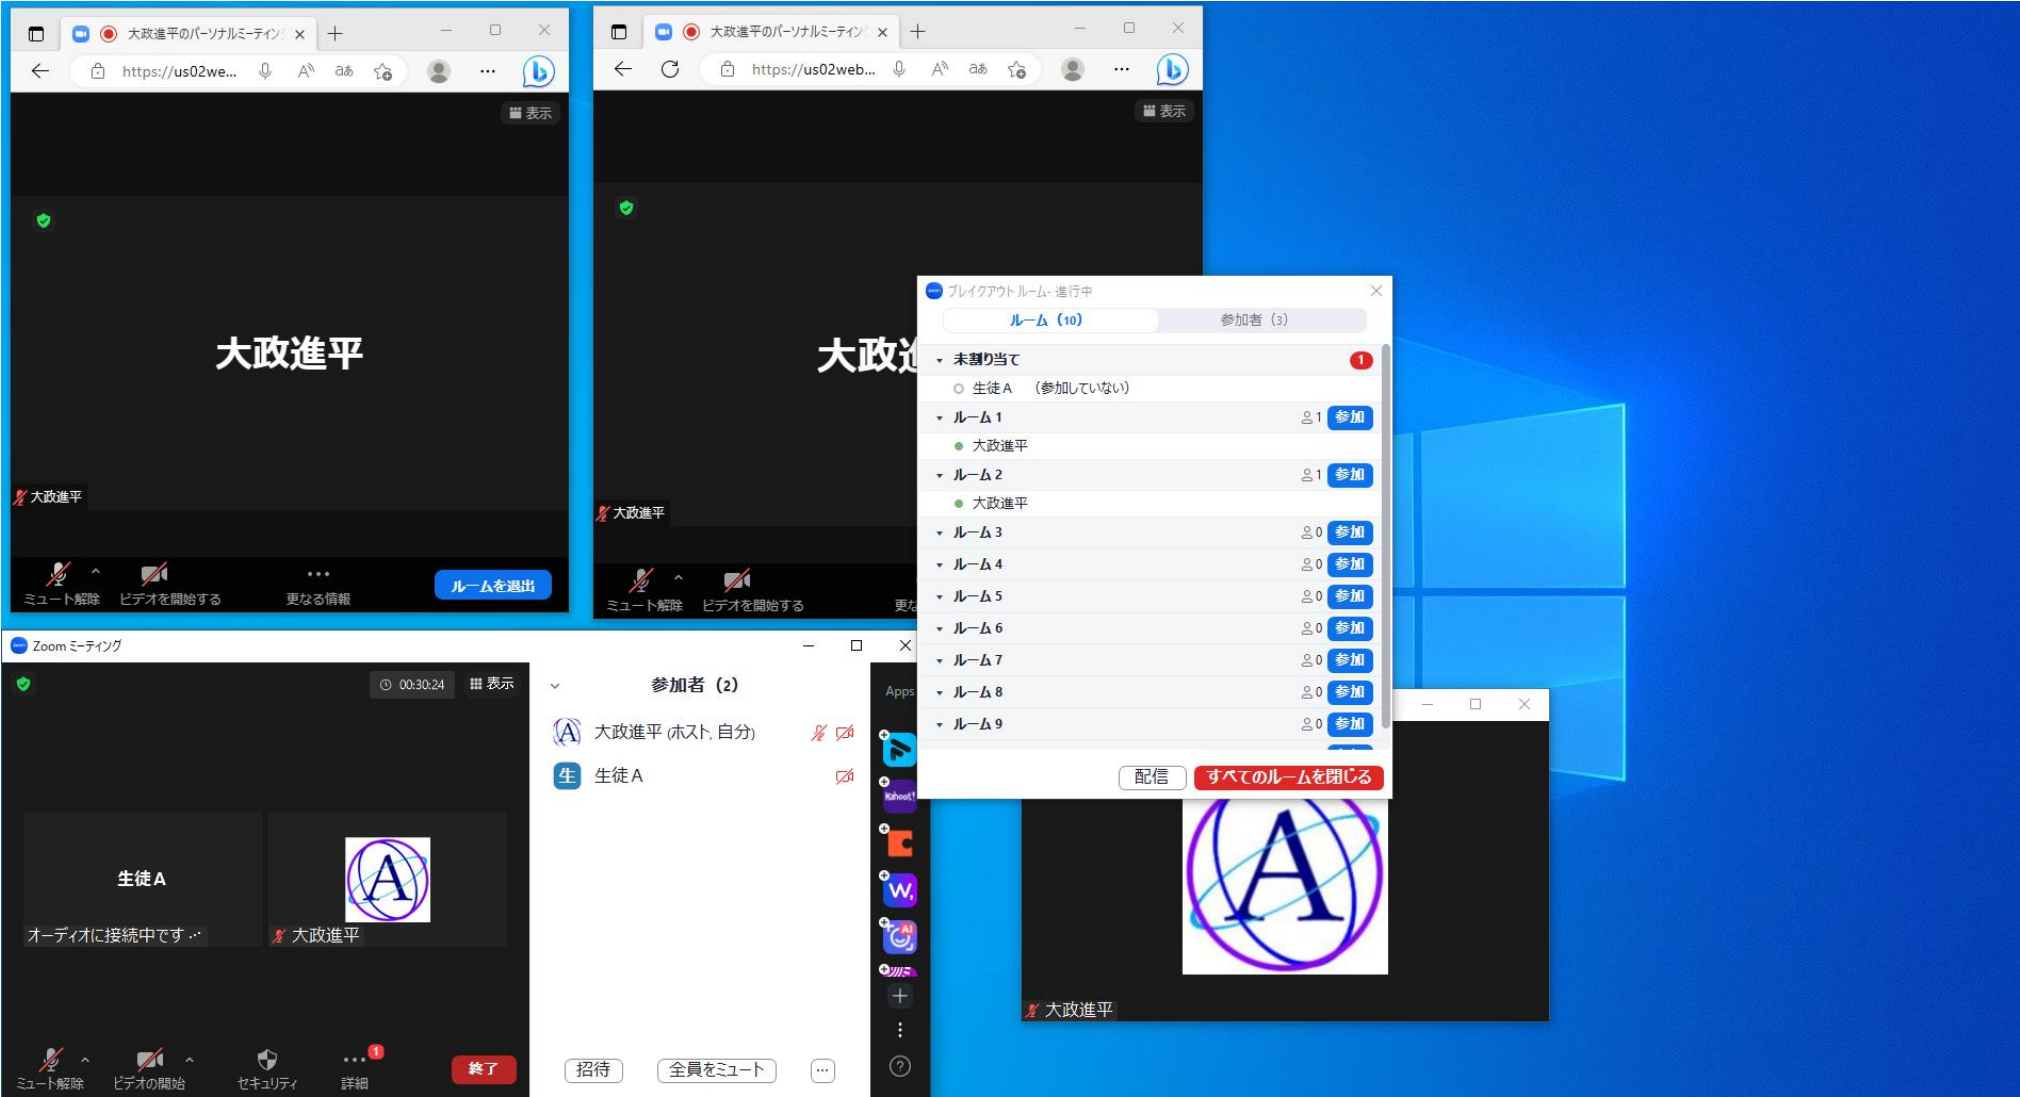 大政進平のパーソナルミーティン
https://us02we...
表示
大政進平
大政進平
ミュート解除
ビデオを開始する
更なる情報
ルームを退出
大政進平のパーソナルミーティン
https://us02web...
表示
大政進
大政進平
ミュート解除
ビデオを開始する
更な
zoom ブレイクアウト ルーム- 進行中
ルーム（10）
参加者（3）
未割り当て
1
生徒A （参加していない）
ルーム 1
1 参加
大政進平
ルーム 2
1 参加
大政進平
ルーム 3
0 参加
ルーム 4
0 参加
ルーム 5
0 参加
ルーム 6
0 参加
ルーム 7
0 参加
ルーム 8
0 参加
ルーム 9
0 参加
配信
すべてのルームを閉じる
Zoom ミーティング
00:30:24
表示
生徒A
オーディオに接続中です ...
A
大政進平
ミュート解除
ビデオの開始
セキュリティ
1
詳細
終了
参加者（2）
A
大政進平 (ホスト, 自分)
生
生徒A
招待
全員をミュート
Apps
Kahoot!
W,
AI
A
大政進平